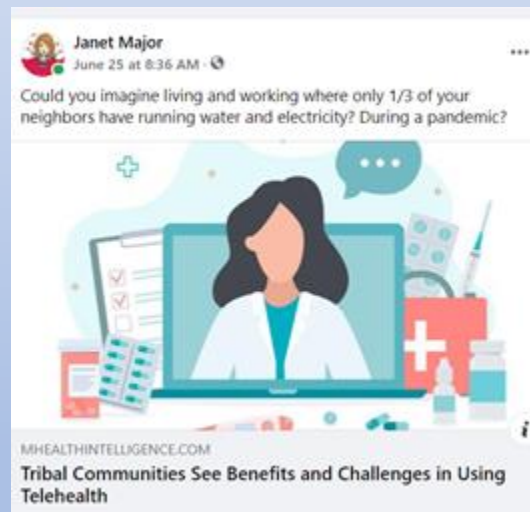 Janet Major
June 25 at 8:36 AM ·
Could you imagine living and working where only 1/3 of your
neighbors have running water and electricity? During a pandemic?
MHEALTHINTELLIGENCE.COM
Tribal Communities See Benefits and Challenges in Using
Telehealth